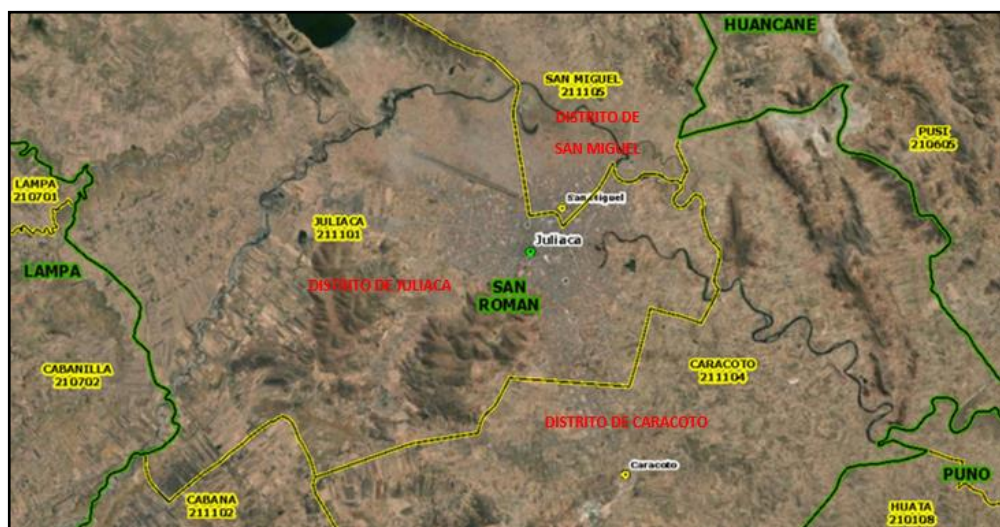 HUANCANE
SAN MIGUEL
211105
DISTRITO DE
SAN MIGUEL
PUSI
210605
LAMPA
210701
San Miguel
JULIACA
211101
Juliaca
LAMPA
DISTRITO DE JULIACA
SAN
ROMAN
CABANILLA
210702
CARACOTO
211104
DISTRITO DE CARACOTO
Caracoto
PUNO
CABANA
211102
HUATA
210108